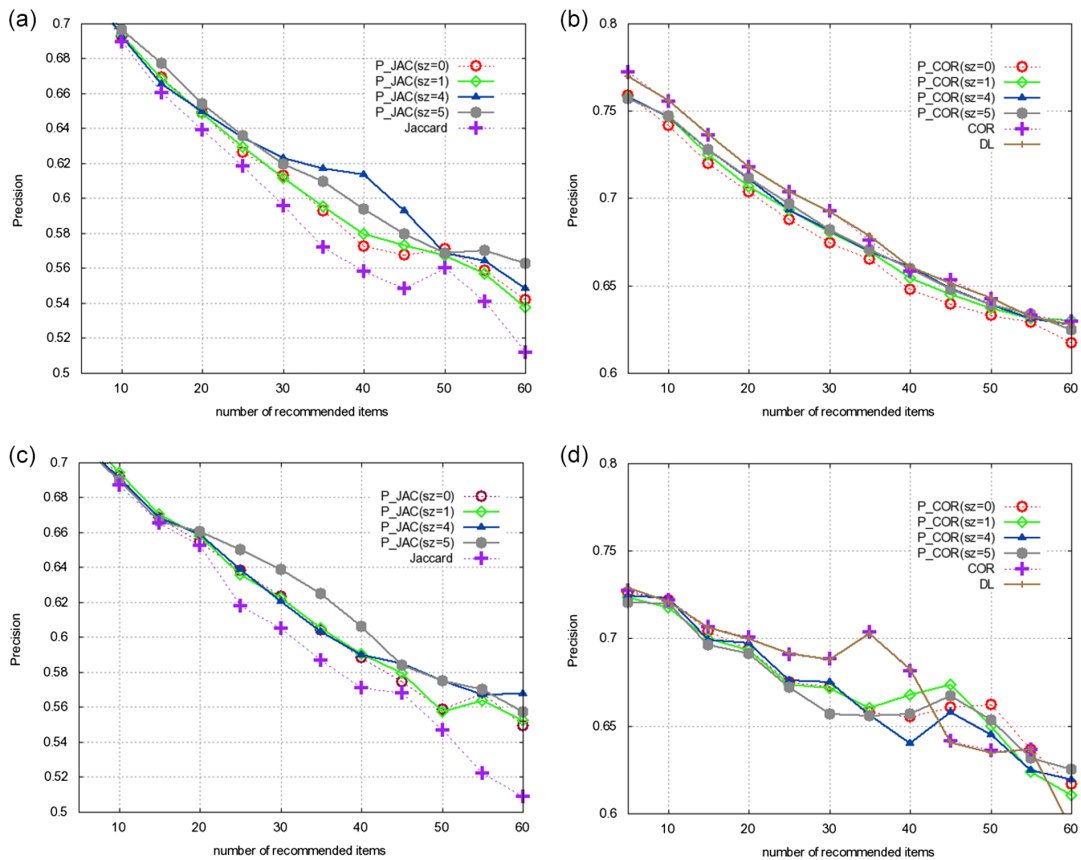 (a)
0.7
0.68
0.66
0.64
0.62
0.6
0.58
0.56
0.54
0.52
0.5
Precision
P_JAC(sz=0)
P_JAC(sz=1)
P_JAC(sz=4)
P_JAC(sz=5)
Jaccard
10 20 30 40 50 60
number of recommended items
(b)
0.8
0.75
0.7
0.65
0.6
Precision
P_COR(sz=0)
P_COR(sz=1)
P_COR(sz=4)
P_COR(sz=5)
COR
DL
10 20 30 40 50 60
number of recommended items
(c)
0.7
0.68
0.66
0.64
0.62
0.6
0.58
0.56
0.54
0.52
0.5
Precision
P_JAC(sz=0)
P_JAC(sz=1)
P_JAC(sz=4)
P_JAC(sz=5)
Jaccard
10 20 30 40 50 60
number of recommended items
(d)
0.8
0.75
0.7
0.65
0.6
Precision
P_COR(sz=0)
P_COR(sz=1)
P_COR(sz=4)
P_COR(sz=5)
COR
DL
10 20 30 40 50 60
number of recommended items